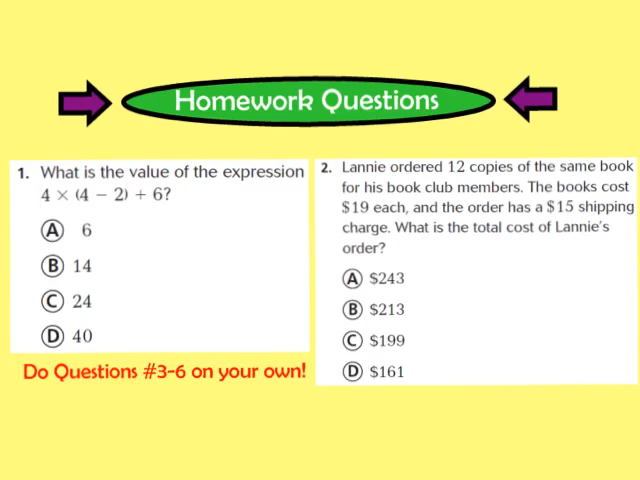 Homework Questions
1. What is the value of the expression
4 × (4 − 2) + 6?
A 6
B 14
C 24
D 40
Do Questions #3-6 on your own!
2. Lannie ordered 12 copies of the same book
for his book club members. The books cost
$19 each, and the order has a $15 shipping
charge. What is the total cost of Lannie's
order?
A $243
B $213
C $199
D $161